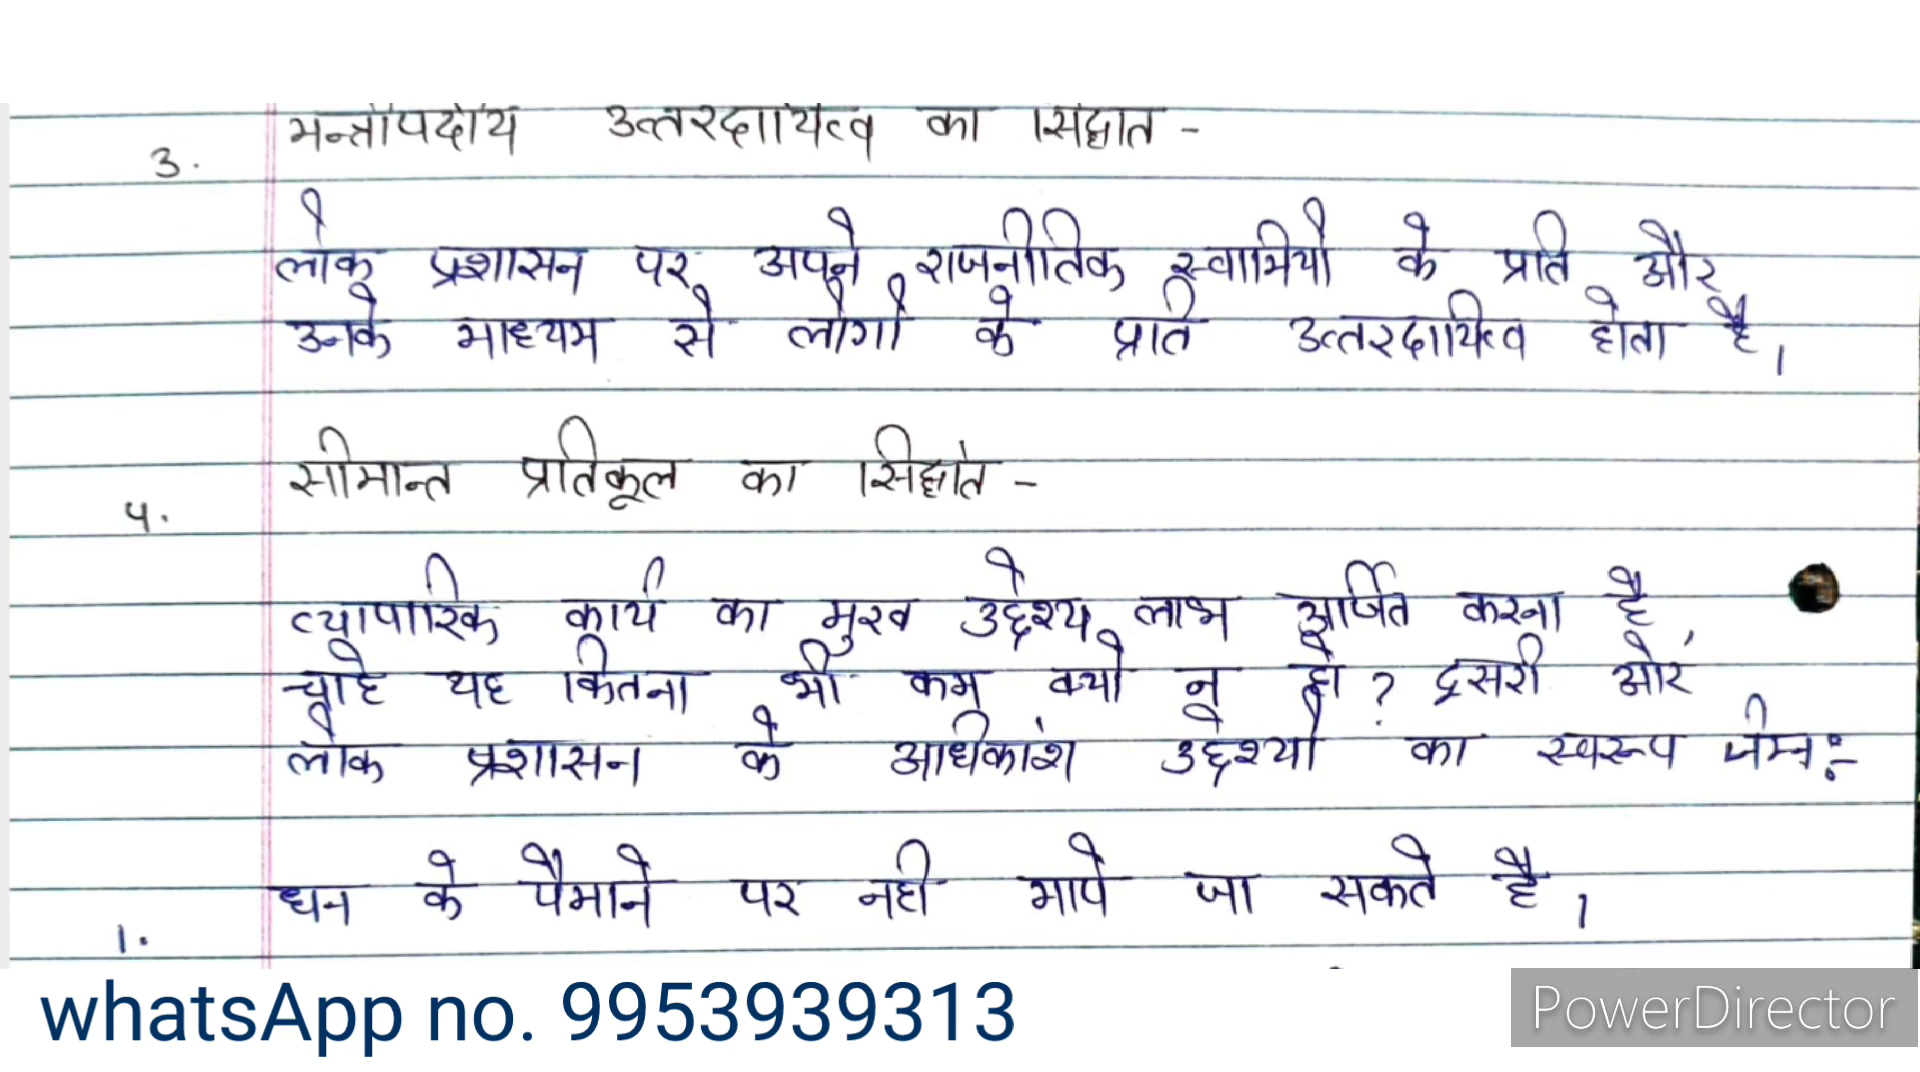 3. मन्त्रीपदीय उत्तरदायित्व का सिद्धात -
लोक प्रशासन पर अपने राजनीतिक स्वामियों के प्रति और
उनके माध्यम से लोगों के प्रति उत्तरदायित्व होता है।
4. सीमान्त प्रतिकूल का सिद्धांत -
व्यापारिक कार्य का मुख्य उद्देश्य लाभ अर्जित करना है,
चाहे यह कितना भी कम क्यों न हो? दूसरी ओर
लोक प्रशासन के अधिकांश उद्देश्यों का स्वरूप निम्न:-
1. धन के पैमाने पर नही मापे जा सकते है।
whatsApp no. 9953939313
PowerDirector